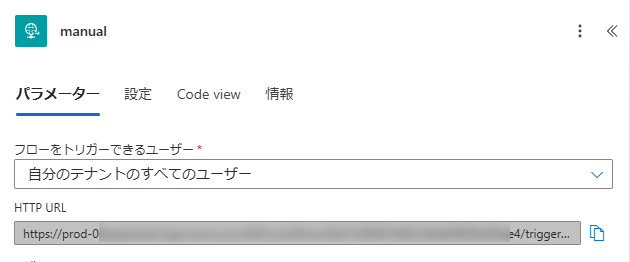 manual
パラメーター 設定 Code view 情報
フローをトリガーできるユーザー *
自分のテナントのすべてのユーザー
HTTP URL
https://prod-0 e4/trigger...